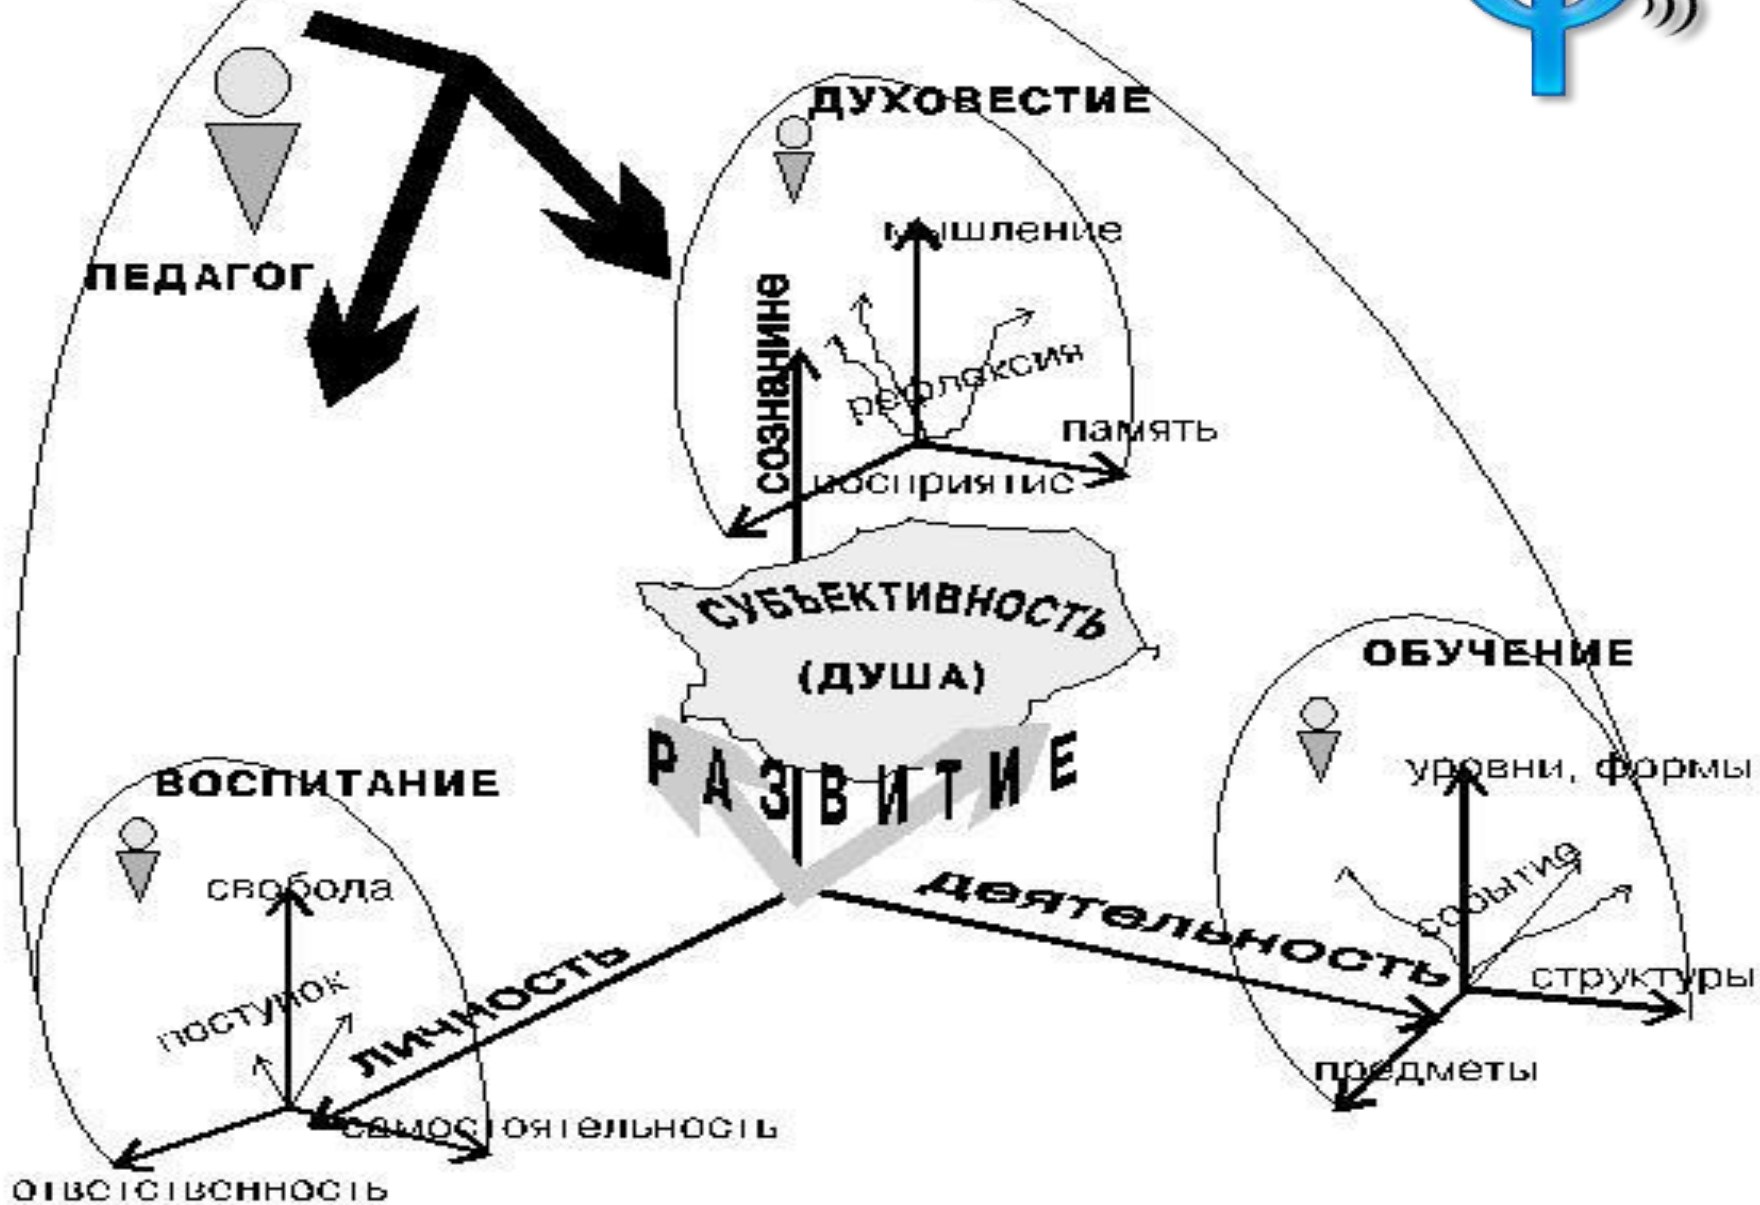 ДУХОВЕСТИЕ
ПЕДАГОГ
мышление
сознание
рефлексия
память
восприятие
СУБЪЕКТИВНОСТЬ
(ДУША)
РАЗВИТИЕ
ОБУЧЕНИЕ
уровни, формы
событие
структуры
предметы
деятельность
ВОСПИТАНИЕ
свобода
поступок
личность
самостоятельность
ответственность